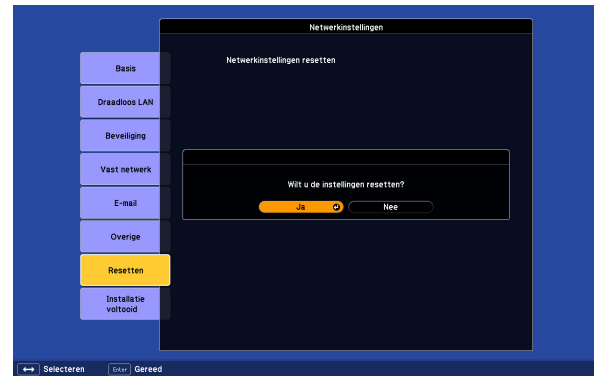 Netwerkinstellingen
Netwerkinstellingen resetten
Basis
Draadloos LAN
Beveiliging
Vast netwerk
E-mail
Overige
Resetten
Installatie
voltooid
Wilt u de instellingen resetten?
Ja
Nee
Selecteren
Enter Gereed